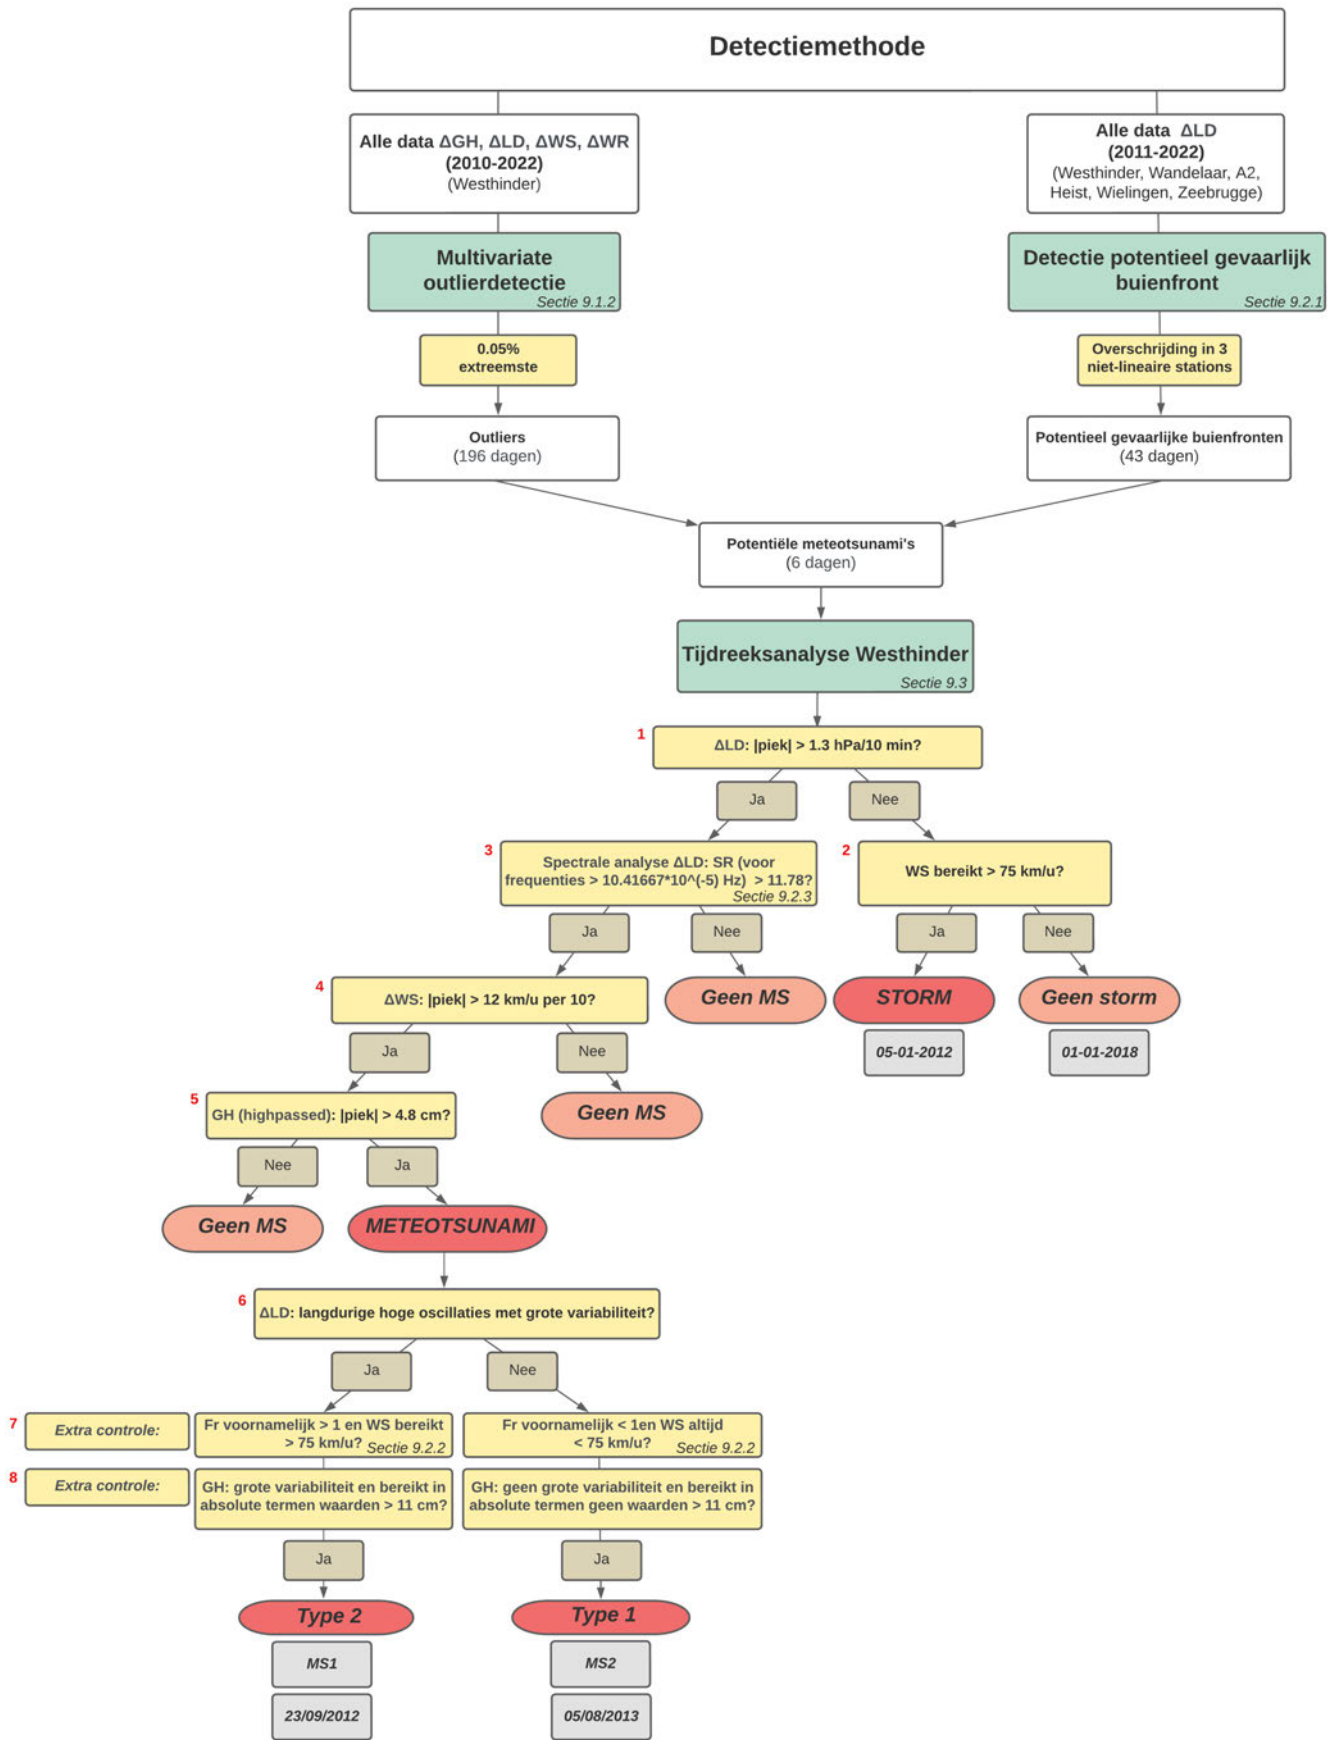 Detectiemethode
Alle data ΔGH, ΔLD, ΔWS, ΔWR
(2010-2022)
(Westhinder)
Alle data ΔLD
(2011-2022)
(Westhinder, Wandelaar, A2,
Heist, Wielingen, Zeebrugge)
Multivariate
outlierdetectie
Sectie 9.1.2
Detectie potentieel gevaarlijk
buienfront
Sectie 9.2.1
0.05%
extreemste
Overschrijding in 3
niet-lineaire stations
Outliers
(196 dagen)
Potentieel gevaarlijke buienfronten
(43 dagen)
Potentiële meteotsunami's
(6 dagen)
Tijdreeksanalyse Westhinder
Sectie 9.3
1
ΔLD: |piek| > 1.3 hPa/10 min?
Ja
Nee
3
Spectrale analyse ΔLD: SR (voor
frequenties > 10.41667*10^(-5) Hz) > 11.78?
Sectie 9.2.3
2
WS bereikt > 75 km/u?
Ja
Nee
Ja
Nee
4
ΔWS: |piek| > 12 km/u per 10?
Geen MS
STORM
Geen storm
Ja
Nee
05-01-2012
01-01-2018
5
GH (highpassed): |piek| > 4.8 cm?
Geen MS
Nee
Ja
Geen MS
METEOTSUNAMI
6
ΔLD: langdurige hoge oscillaties met grote variabiliteit?
Ja
Nee
7
Extra controle:
Fr voornamelijk > 1 en WS bereikt
> 75 km/u?
Sectie 9.2.2
Fr voornamelijk < 1en WS altijd
< 75 km/u?
Sectie 9.2.2
8
Extra controle:
GH: grote variabiliteit en bereikt in
absolute termen waarden > 11 cm?
GH: geen grote variabiliteit en bereikt in
absolute termen geen waarden > 11 cm?
Ja
Ja
Type 2
Type 1
MS1
MS2
23/09/2012
05/08/2013